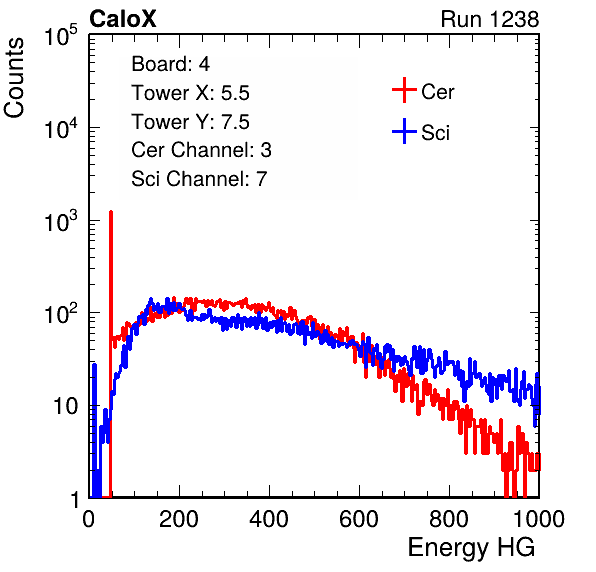 CaloX Run 1238
Counts
10^5
10^4
10^3
10^2
10
1
Board: 4
Tower X: 5.5
Tower Y: 7.5
Cer Channel: 3
Sci Channel: 7
Cer
Sci
0 200 400 600 800 1000
Energy HG